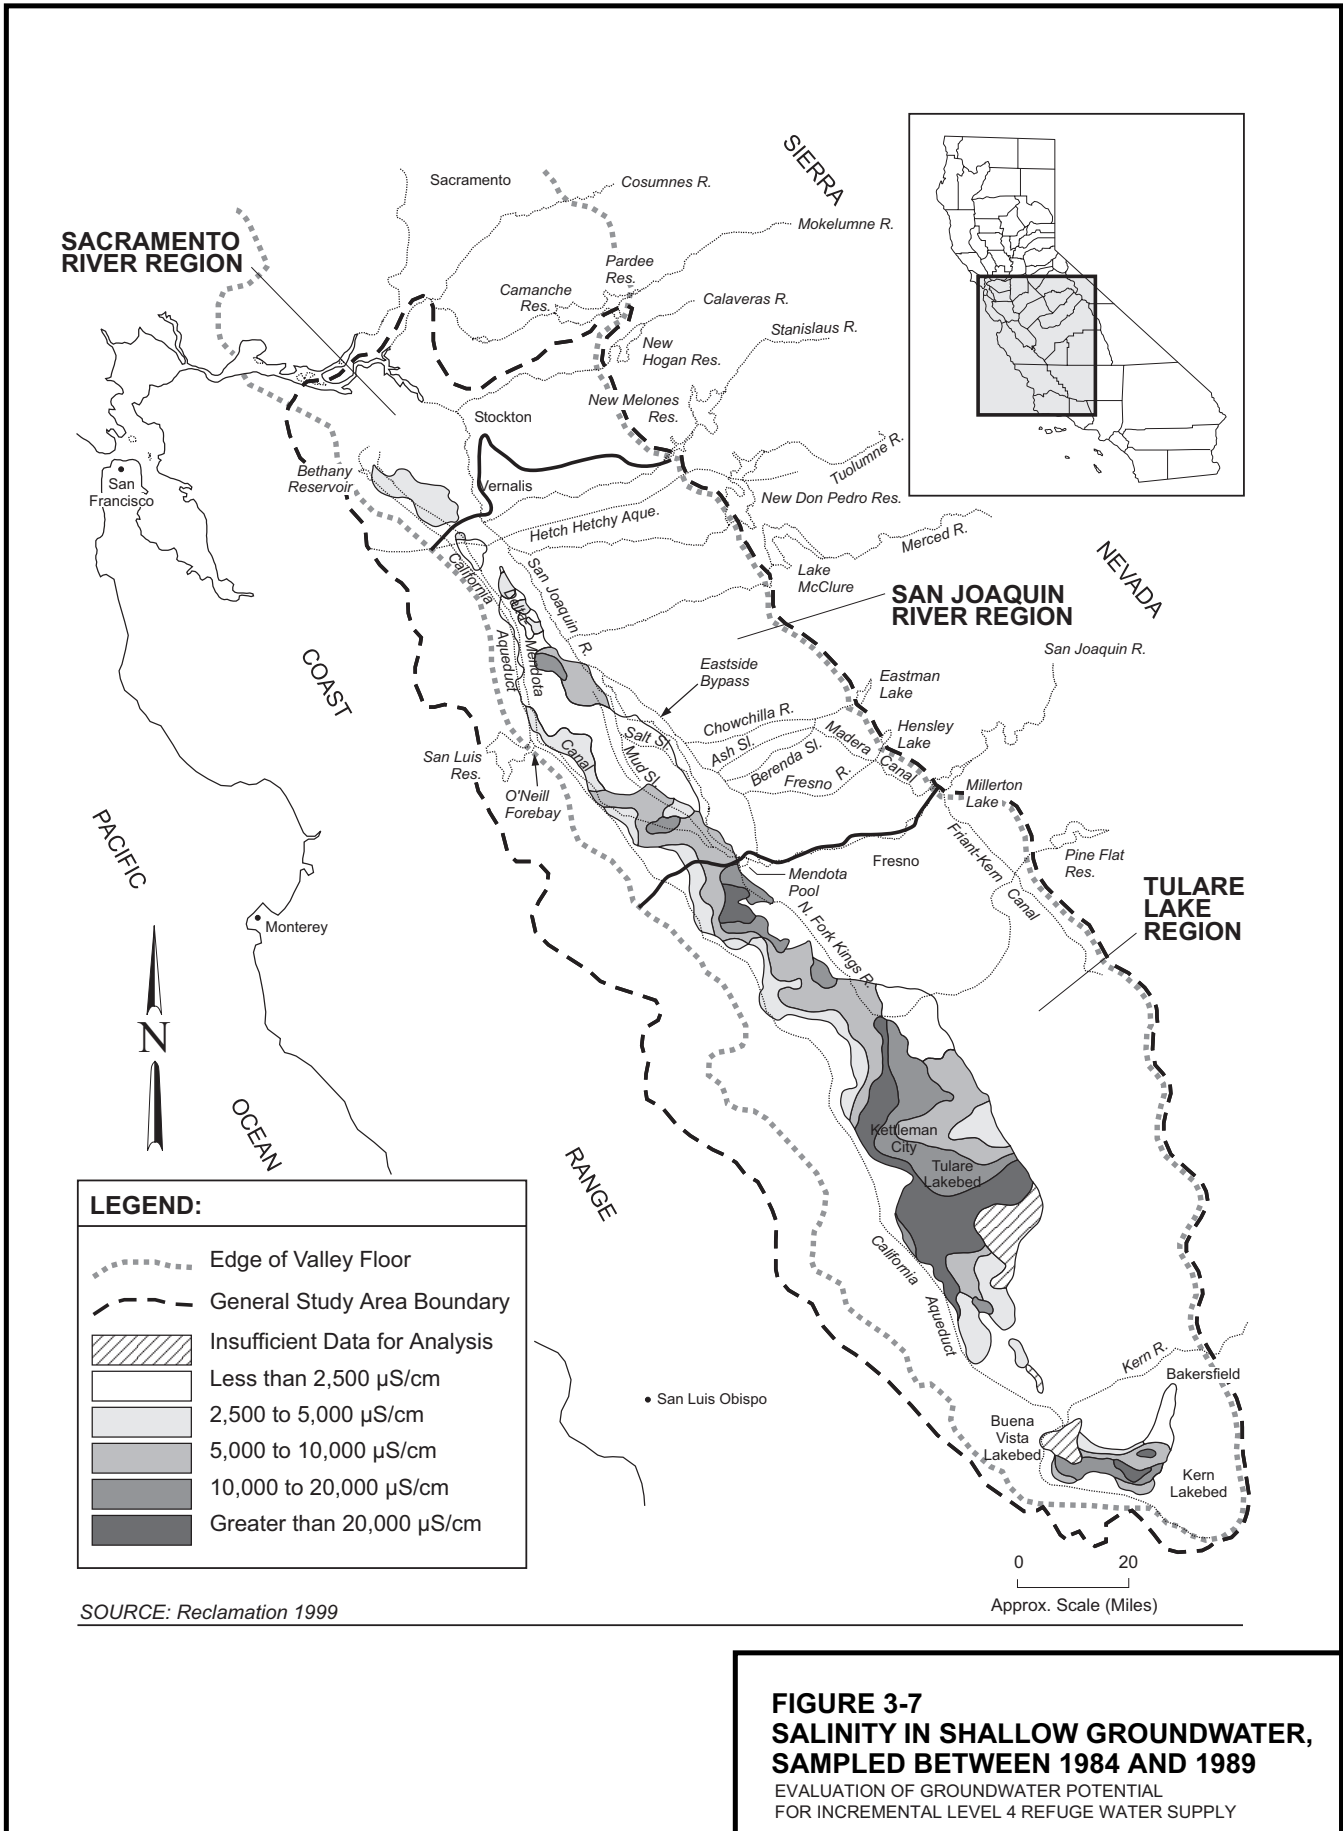 Sacramento
Cosumnes R.
SIERRA
Mokelumne R.
SACRAMENTO
RIVER REGION
Pardee
Res.
Camanche
Res.
Calaveras R.
Stanislaus R.
New
Hogan Res.
New Melones
Res.
Stockton
Tuolumne R.
Bethany
Reservoir
San
Francisco
Vernalis
New Don Pedro Res.
Hetch Hetchy Aque.
Merced R.
NEVADA
Lake
McClure
SAN JOAQUIN
RIVER REGION
California
Aqueduct
Delta
Mendota
Canal
San Joaquin R.
San Joaquin R.
COAST
Eastside
Bypass
Eastman
Lake
Chowchilla R.
Hensley
Lake
Salt Sl.
Mud Sl.
Ash Sl.
Berenda Sl.
Madera
Canal
Fresno R.
San Luis
Res.
O'Neill
Forebay
Millerton
Lake
PACIFIC
Friant-Kern
Canal
Pine Flat
Res.
Fresno
Mendota
Pool
TULARE
LAKE
REGION
N. Fork Kings R.
Monterey
N
OCEAN
RANGE
Kettleman
City
Tulare
Lakebed
California
Aqueduct
LEGEND:
Edge of Valley Floor
General Study Area Boundary
Insufficient Data for Analysis
Less than 2,500 µS/cm
2,500 to 5,000 µS/cm
5,000 to 10,000 µS/cm
10,000 to 20,000 µS/cm
Greater than 20,000 µS/cm
San Luis Obispo
Kern R.
Bakersfield
Buena
Vista
Lakebed
Kern
Lakebed
0 20
Approx. Scale (Miles)
SOURCE: Reclamation 1999
FIGURE 3-7
SALINITY IN SHALLOW GROUNDWATER,
SAMPLED BETWEEN 1984 AND 1989
EVALUATION OF GROUNDWATER POTENTIAL
FOR INCREMENTAL LEVEL 4 REFUGE WATER SUPPLY